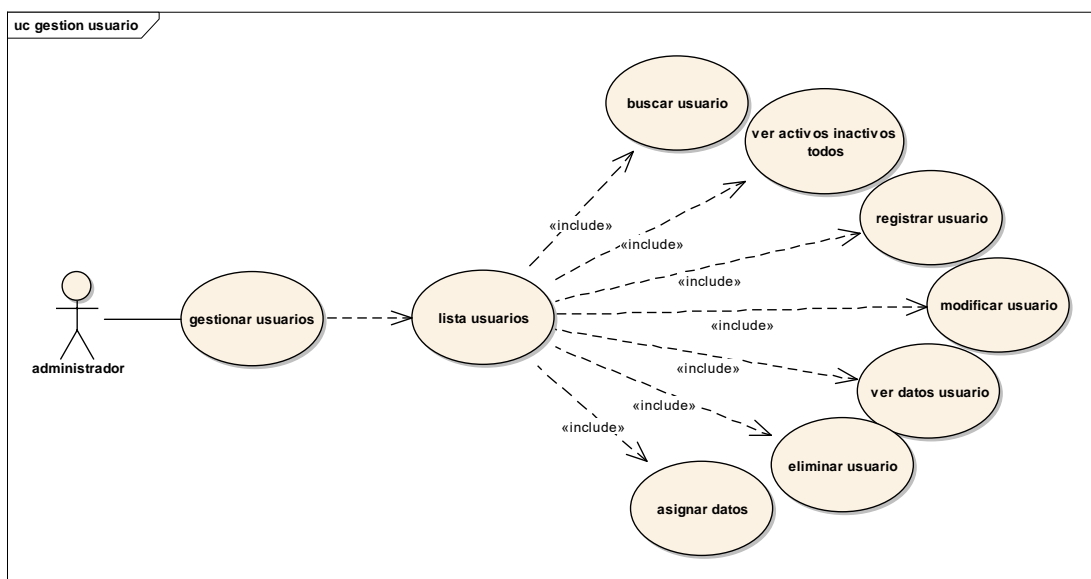 uc gestion usuario
buscar usuario
ver activos inactivos
todos
«include»
«include»
registrar usuario
«include»
administrador
gestionar usuarios
lista usuarios
modificar usuario
«include»
«include»
ver datos usuario
«include»
«include»
eliminar usuario
asignar datos